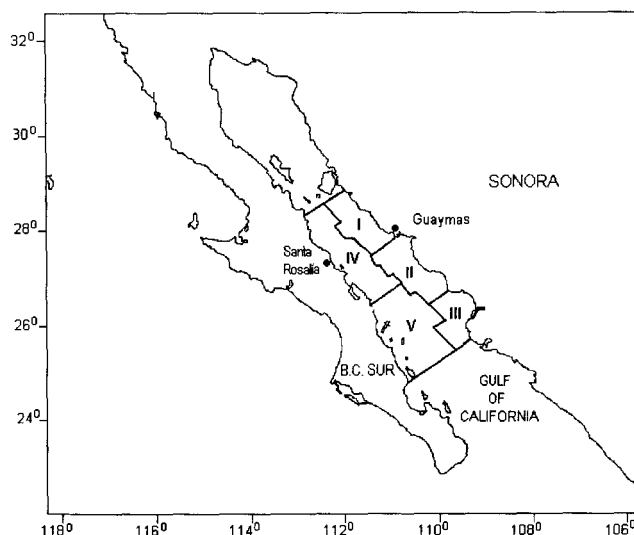 32⁰
30⁰
SONORA
I
Guaymas
28⁰
Santa
Rosalía
IV
II
III
26⁰
V
B.C. SUR
GULF
OF
CALIFORNIA
24⁰
118⁰ 116⁰ 114⁰ 112⁰ 110⁰ 108⁰ 106⁰